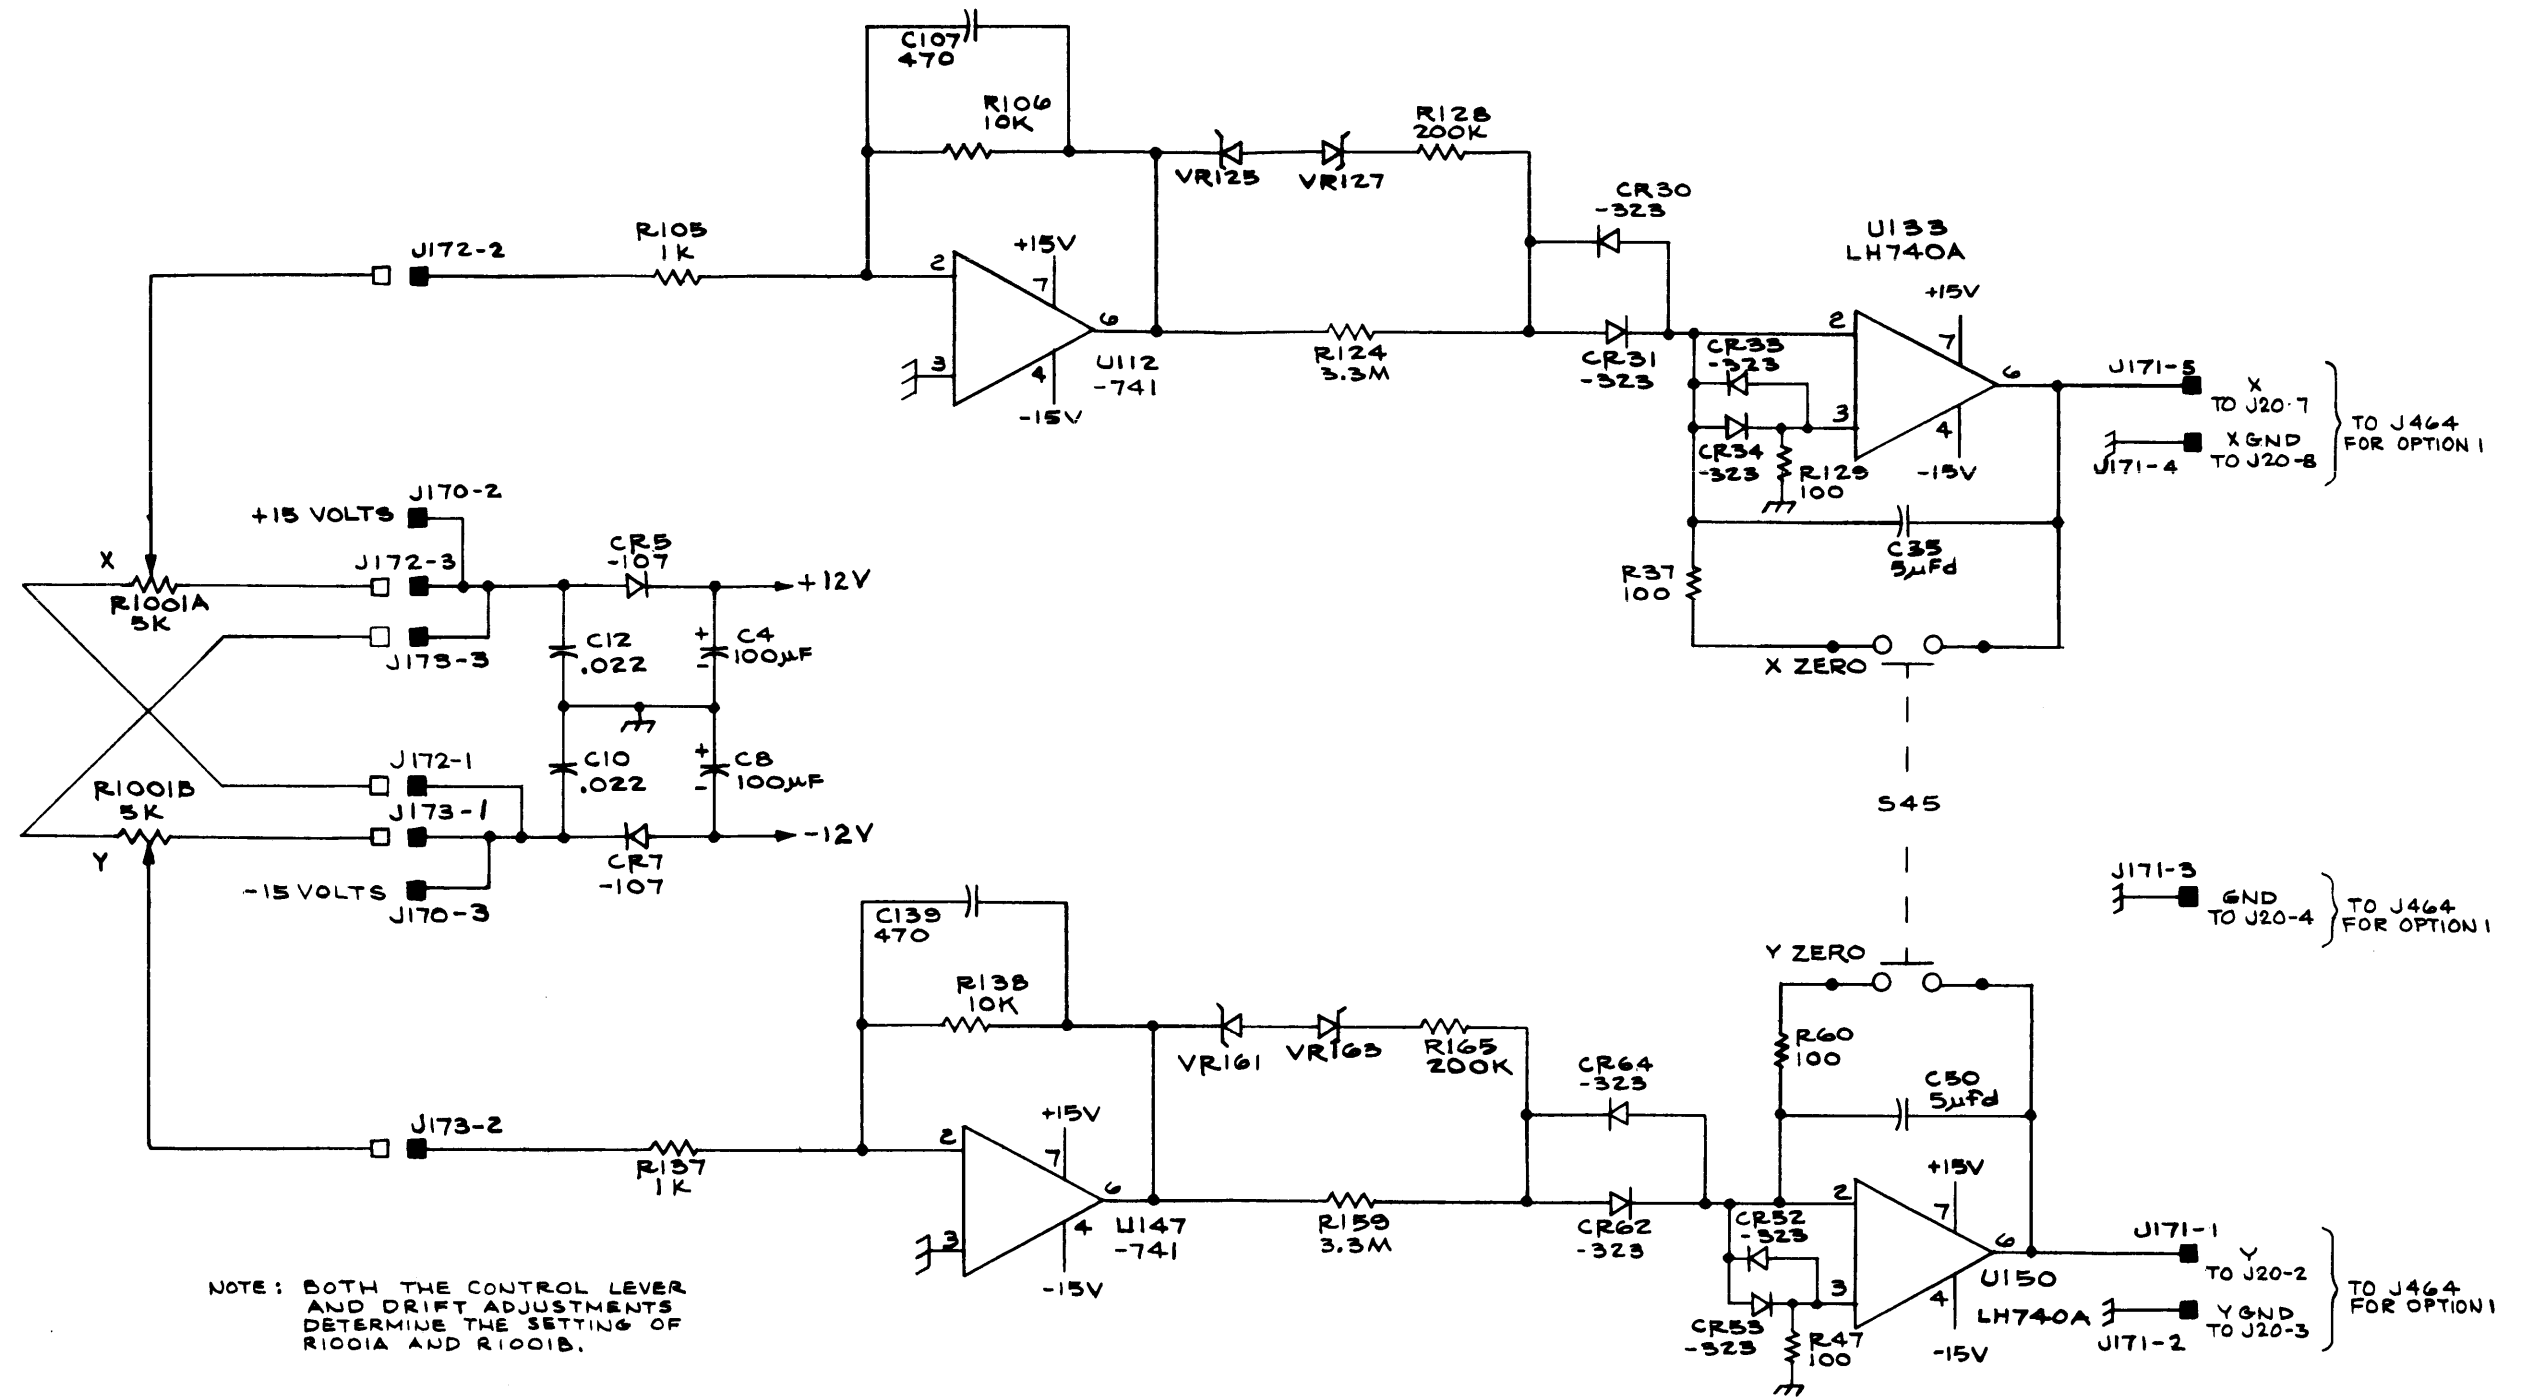 C107
470
R106
10K
R128
200K
VR125
VR127
CR30
-323
U133
LH740A
R105
1K
J172-2
+15V
2
7
6
3
4
U112
-741
-15V
R124
3.3M
CR31
-323
CR33
-323
+15V
2
7
6
3
4
-15V
CR34
-323
R129
100
J171-5
X
TO J20-7
X GND
TO J20-8
J171-4
TO J464
FOR OPTION 1
J170-2
+15 VOLTS
X
J172-3
R1001A
5K
J173-3
CR5
-107
+12V
C12
.022
C4
+
100µF
-
C35
5µFd
R37
100
X ZERO
J172-1
R1001B
5K
J173-1
C10
.022
C8
+
100µF
-
-12V
Y
CR7
-107
-15 VOLTS
J170-3
S45
J171-3
GND
TO J20-4
TO J464
FOR OPTION 1
C139
470
R138
10K
VR161
VR163
R165
200K
Y ZERO
R60
100
C50
5µfd
CR64
-323
J173-2
R137
1K
+15V
2
7
6
3
4
U147
-741
-15V
R159
3.3M
CR62
-323
CR52
-323
+15V
2
7
6
3
4
U150
LH740A
-15V
CR53
-323
R47
100
J171-1
Y
TO J20-2
Y GND
TO J20-3
J171-2
TO J464
FOR OPTION 1
NOTE: BOTH THE CONTROL LEVER
AND DRIFT ADJUSTMENTS
DETERMINE THE SETTING OF
R1001A AND R1001B.